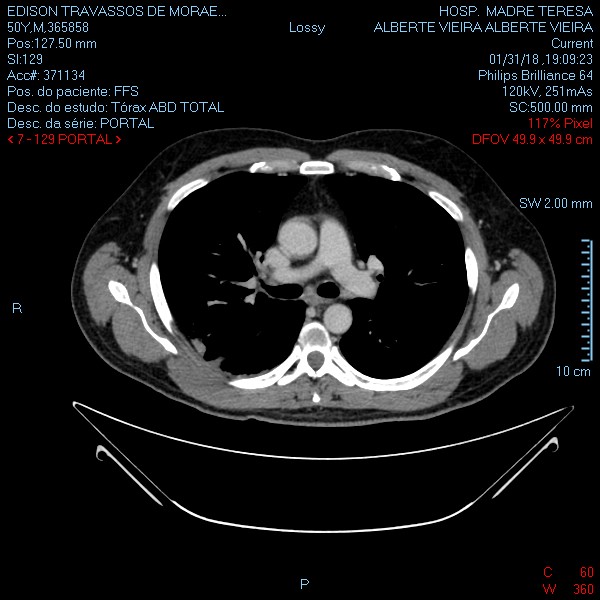 EDISON TRAVASSOS DE MORAE...
50Y,M,365858
Pos:127.50 mm
SI:129
Acc#: 371134
Pos. do paciente: FFS
Desc. do estudo: Tórax ABD TOTAL
Desc. da série: PORTAL
< 7 - 129 PORTAL >
Lossy
HOSP. MADRE TERESA
ALBERTE VIEIRA ALBERTE VIEIRA
Current
01/31/18 ,19:09:23
Philips Brilliance 64
120kV, 251mAs
SC:500.00 mm
117% Pixel
DFOV 49.9 x 49.9 cm
SW 2.00 mm
R
10 cm
P
C 60
W 360